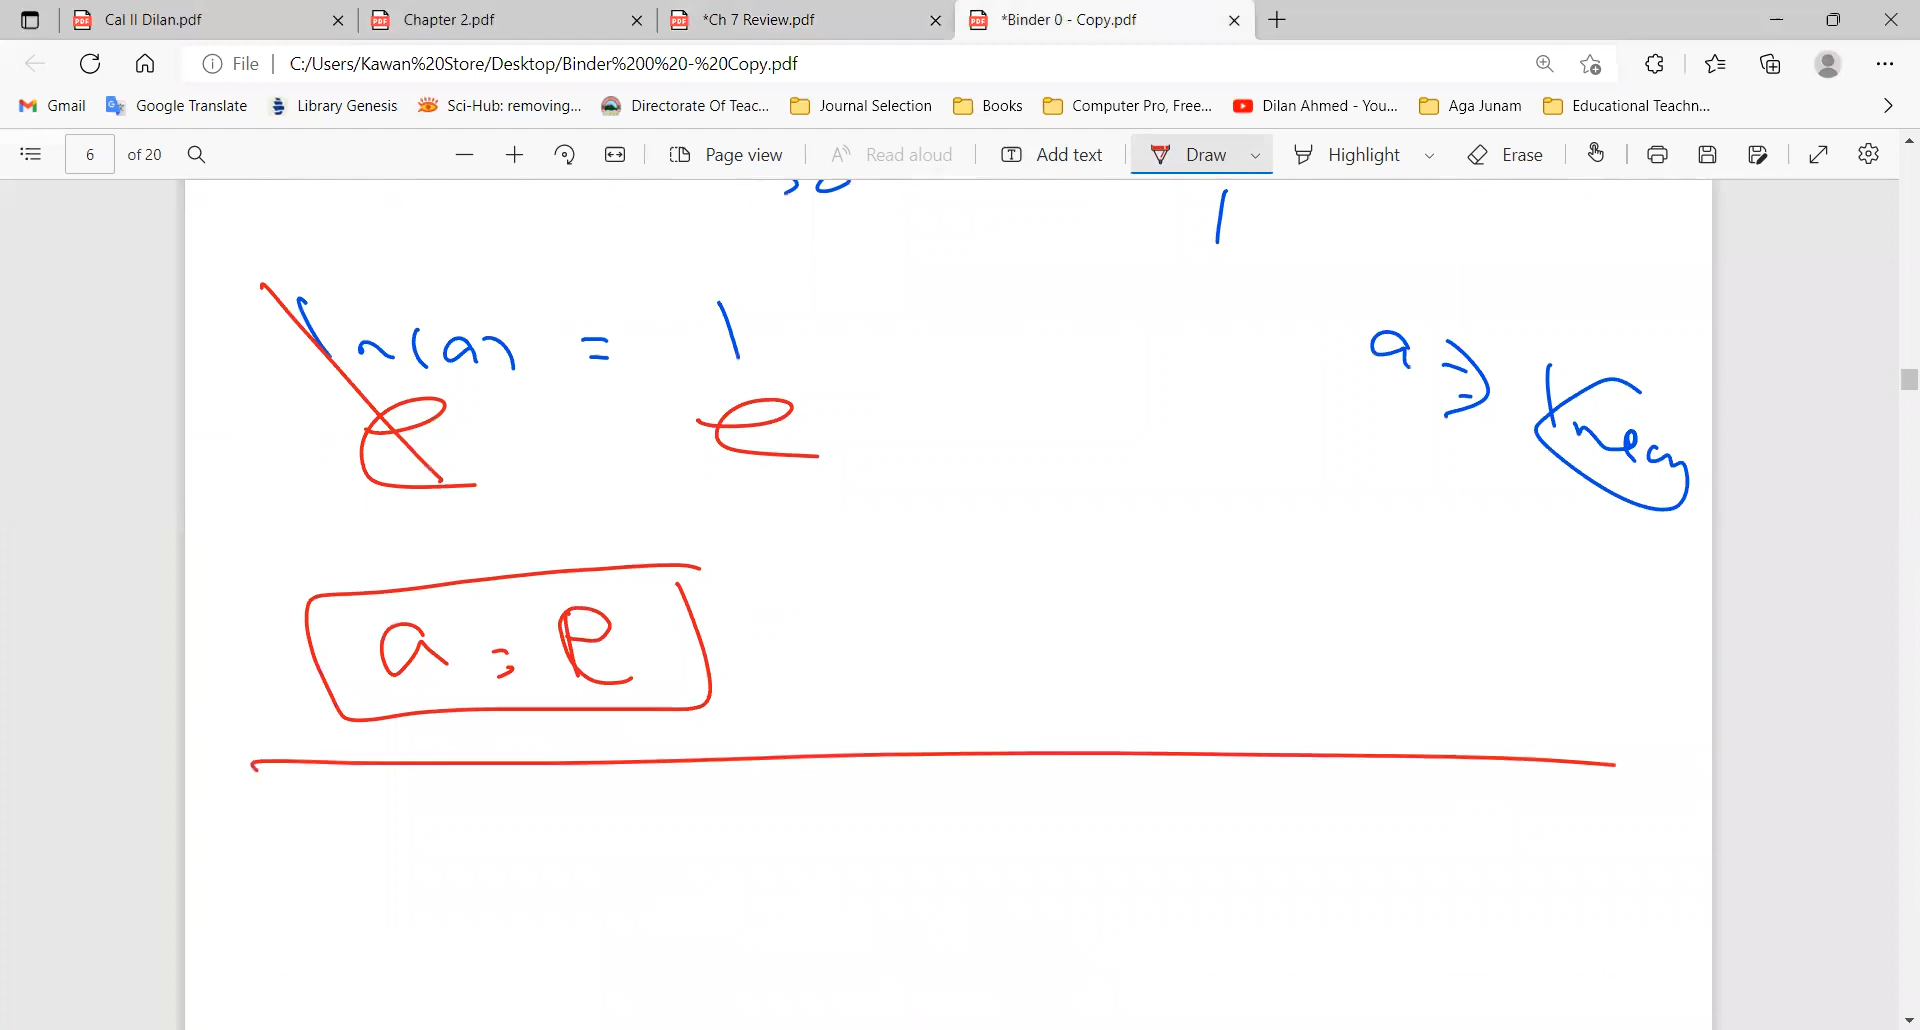 Cal II Dilan.pdf Chapter 2.pdf *Ch 7 Review.pdf *Binder 0 - Copy.pdf
File C:/Users/Kawan%20Store/Desktop/Binder%200%20-%20Copy.pdf
Gmail Google Translate Library Genesis Sci-Hub: removing... Directorate Of Teac... Journal Selection Books Computer Pro, Free... Dilan Ahmed - You... Aga Junam Educational Teachn...
6 of 20 Page view Read aloud Add text Draw Highlight Erase
1
ln(a) = 1
e e
a
a = e